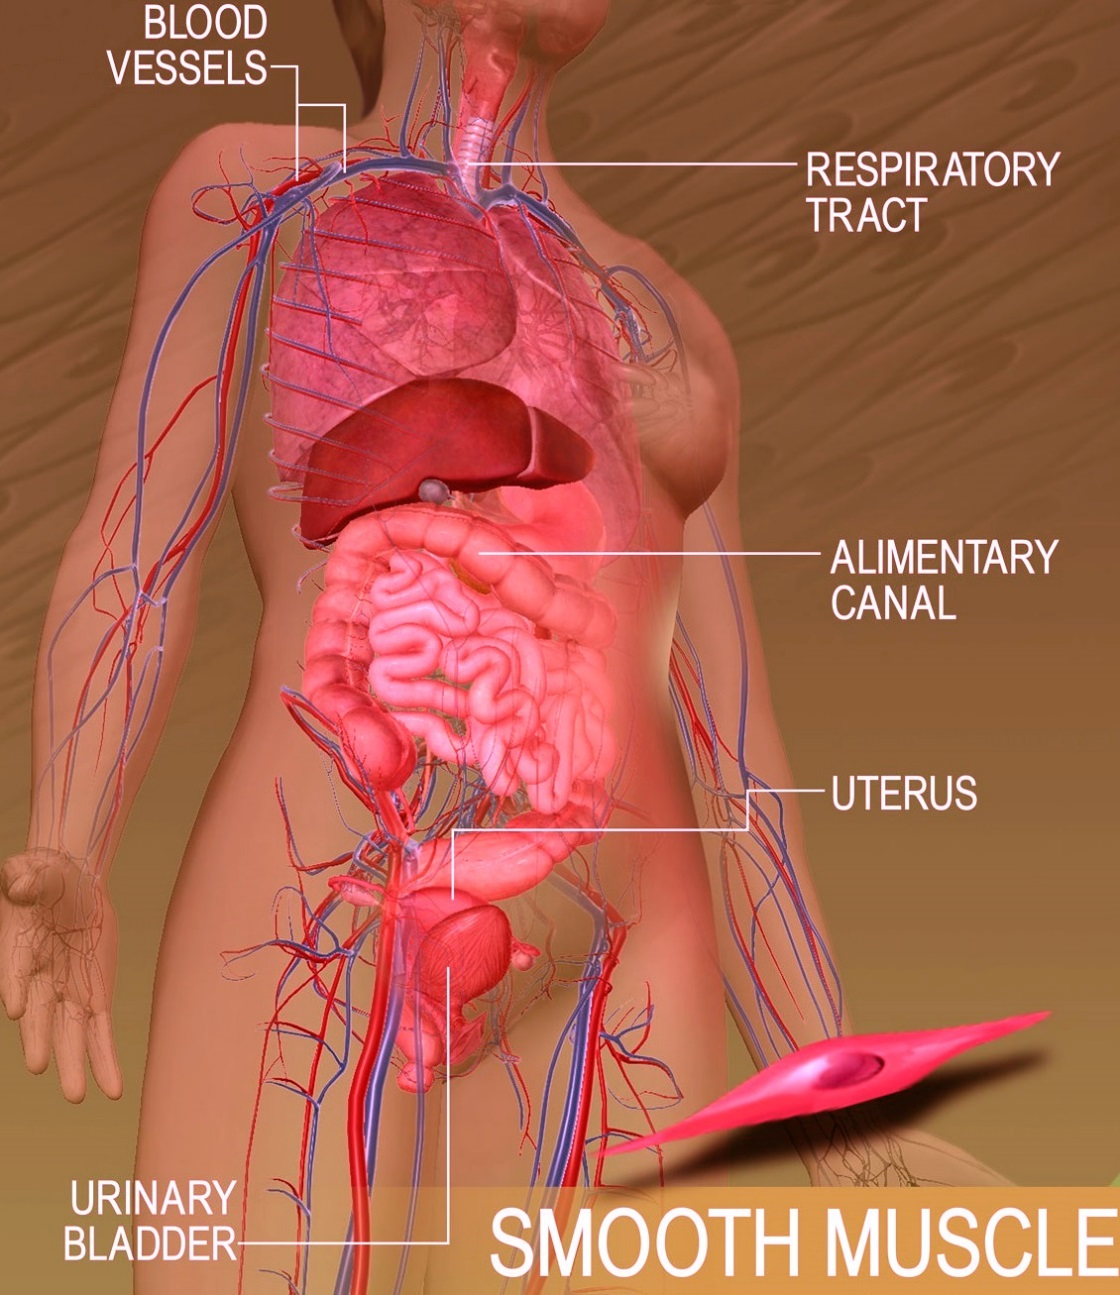 BLOOD
VESSELS
RESPIRATORY
TRACT
ALIMENTARY
CANAL
UTERUS
URINARY
BLADDER
SMOOTH MUSCLE